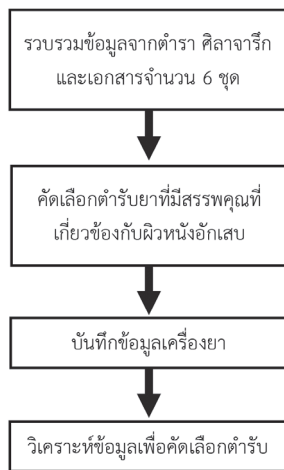 รวบรวมข้อมูลจากตำรา ศิลาจารึก
และเอกสารจำนวน 6 ชุด
คัดเลือกตำรับยาที่มีสรรพคุณที่
เกี่ยวข้องกับผิวหนังอักเสบ
บันทึกข้อมูลเครื่องยา
วิเคราะห์ข้อมูลเพื่อคัดเลือกตำรับ